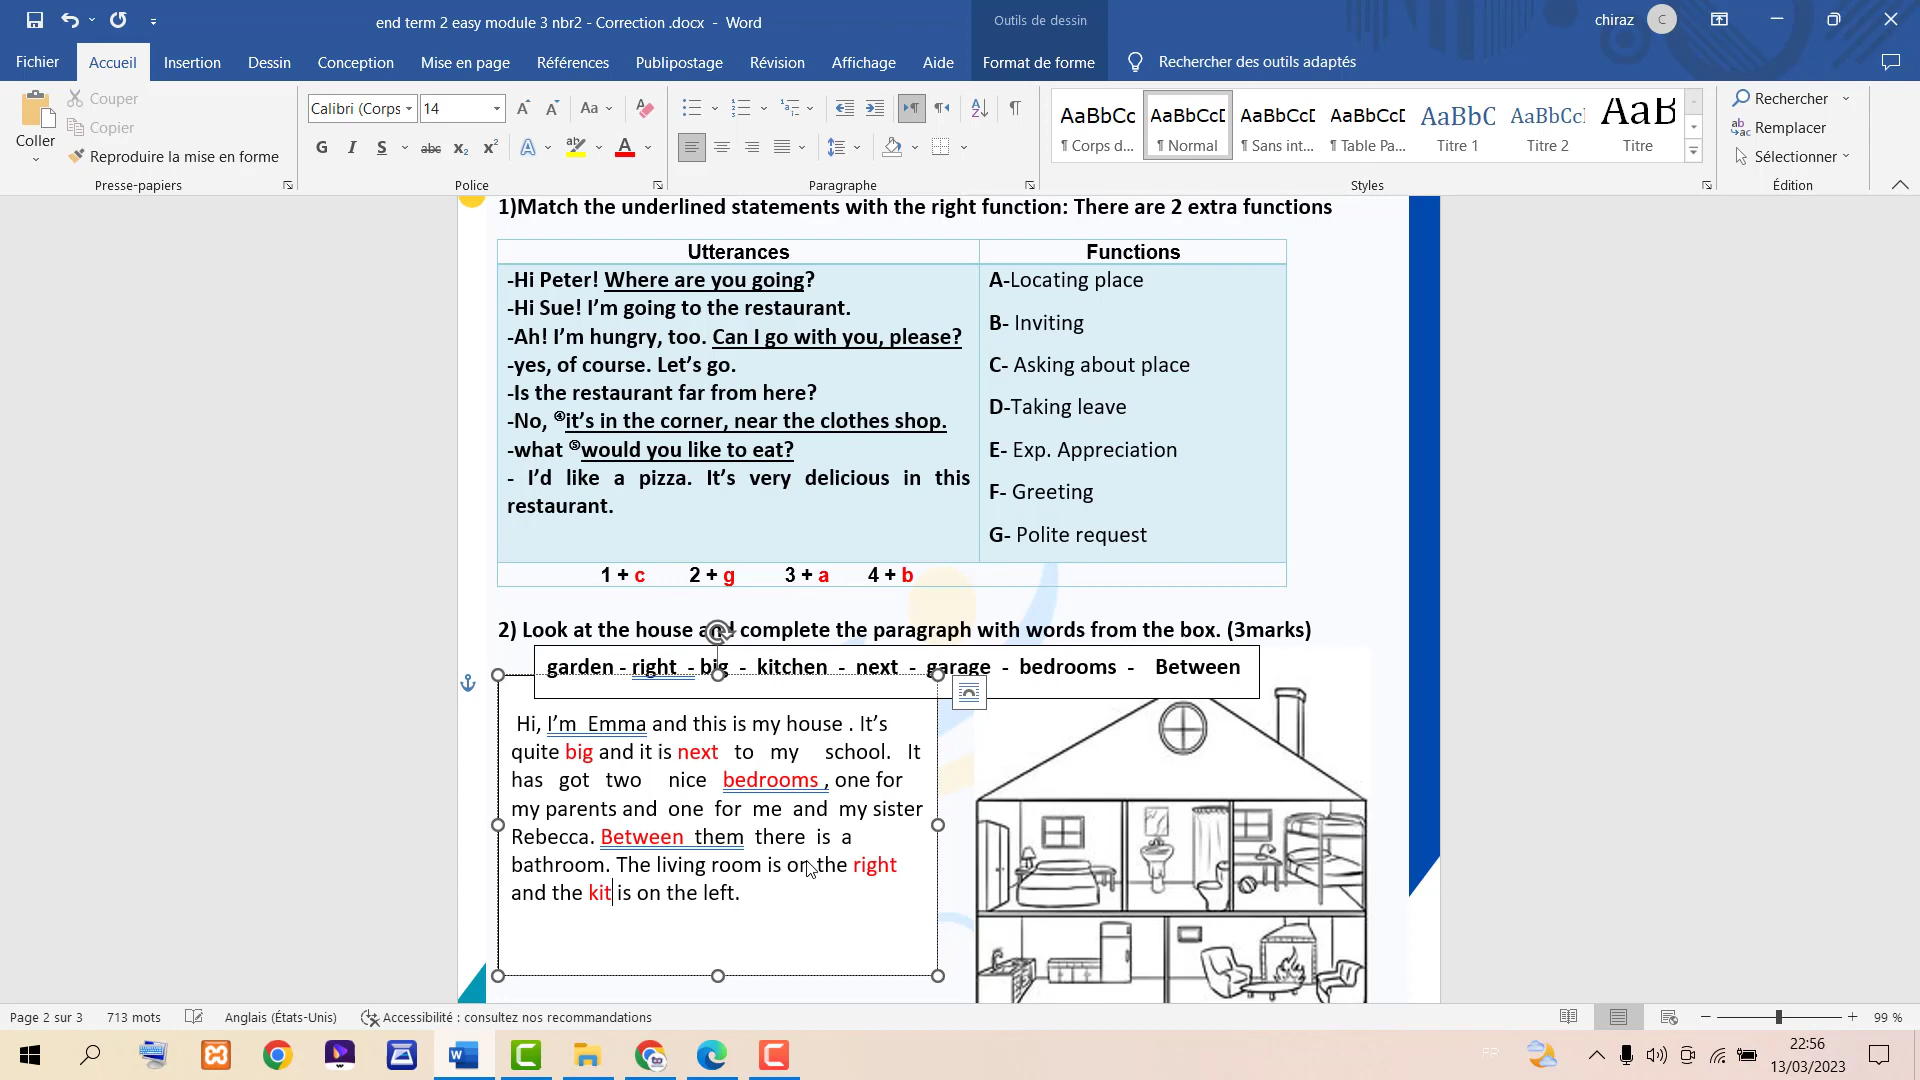 end term 2 easy module 3 nbr2 - Correction .docx - Word
Outils de dessin
chiraz
C
Fichier
Accueil
Insertion
Dessin
Conception
Mise en page
Références
Publipostage
Révision
Affichage
Aide
Format de forme
Rechercher des outils adaptés
Coller
Couper
Copier
Reproduire la mise en forme
Presse-papiers
Calibri (Corps
14
Police
Paragraphe
AaBbCc
¶ Corps d...
AaBbCcD
¶ Normal
AaBbCcD
¶ Sans int...
AaBbCcD
¶ Table Pa...
AaBbC
Titre 1
AaBbCcI
Titre 2
AaB
Titre
Styles
Rechercher
Remplacer
Sélectionner
Édition
1)Match the underlined statements with the right function: There are 2 extra functions
Utterances
Functions
-Hi Peter! Where are you going?
-Hi Sue! I'm going to the restaurant.
-Ah! I'm hungry, too. Can I go with you, please?
-yes, of course. Let's go.
-Is the restaurant far from here?
-No, ④it's in the corner, near the clothes shop.
-what ⑤would you like to eat?
- I'd like a pizza. It's very delicious in this
restaurant.
A-Locating place
B- Inviting
C- Asking about place
D-Taking leave
E- Exp. Appreciation
F- Greeting
G- Polite request
1 + c 2 + g 3 + a 4 + b
2) Look at the house and complete the paragraph with words from the box. (3marks)
garden - right - big - kitchen - next - garage - bedrooms - Between
Hi, I'm Emma and this is my house . It's
quite big and it is next to my school. It
has got two nice bedrooms , one for
my parents and one for me and my sister
Rebecca. Between them there is a
bathroom. The living room is on the right
and the kit is on the left.
Page 2 sur 3
713 mots
Anglais (États-Unis)
Accessibilité : consultez nos recommandations
99 %
22:56
13/03/2023